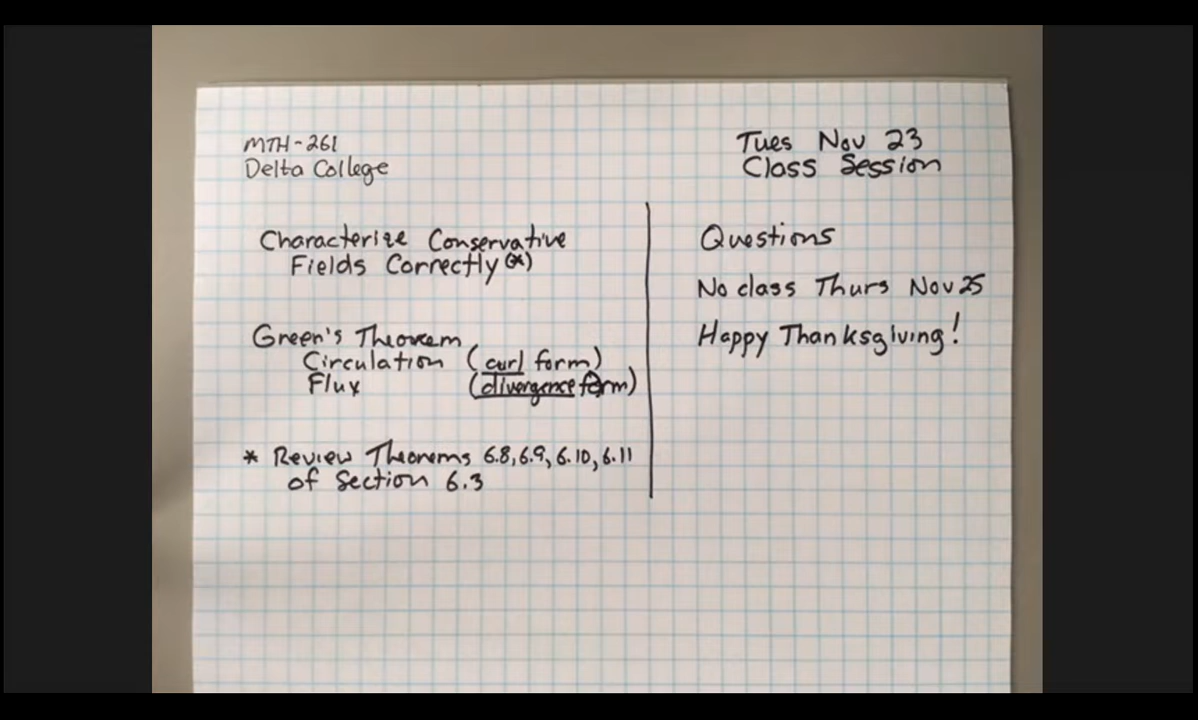 MTH-261
Delta College
Tues Nov 23
Class Session
Characterize Conservative
Fields Correctly (*)
Green's Theorem
Circulation (curl form)
Flux (divergence form)
* Review Theorems 6.8, 6.9, 6.10, 6.11
of Section 6.3
Questions
No class Thurs Nov 25
Happy Thanksgiving!